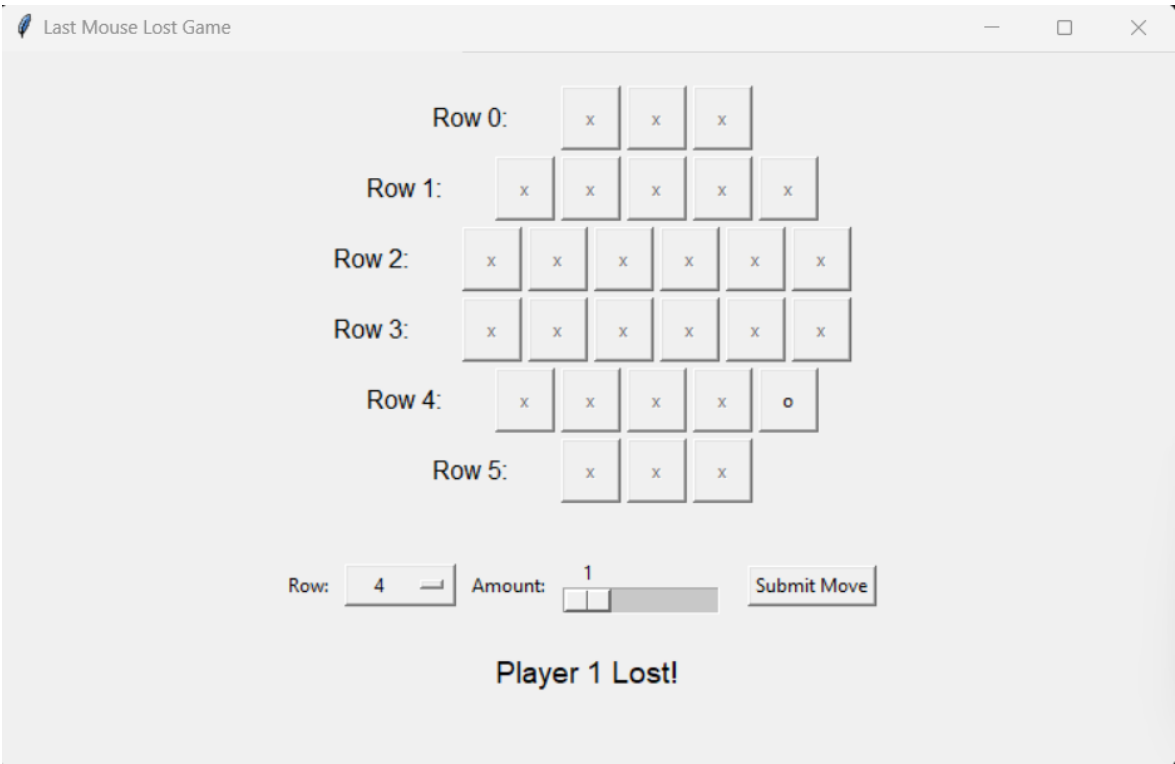 Last Mouse Lost Game
Row 0: x x x
Row 1: x x x x x
Row 2: x x x x x x
Row 3: x x x x x x
Row 4: x x x x o
Row 5: x x x
1
Row: 4 Amount: Submit Move
Player 1 Lost!